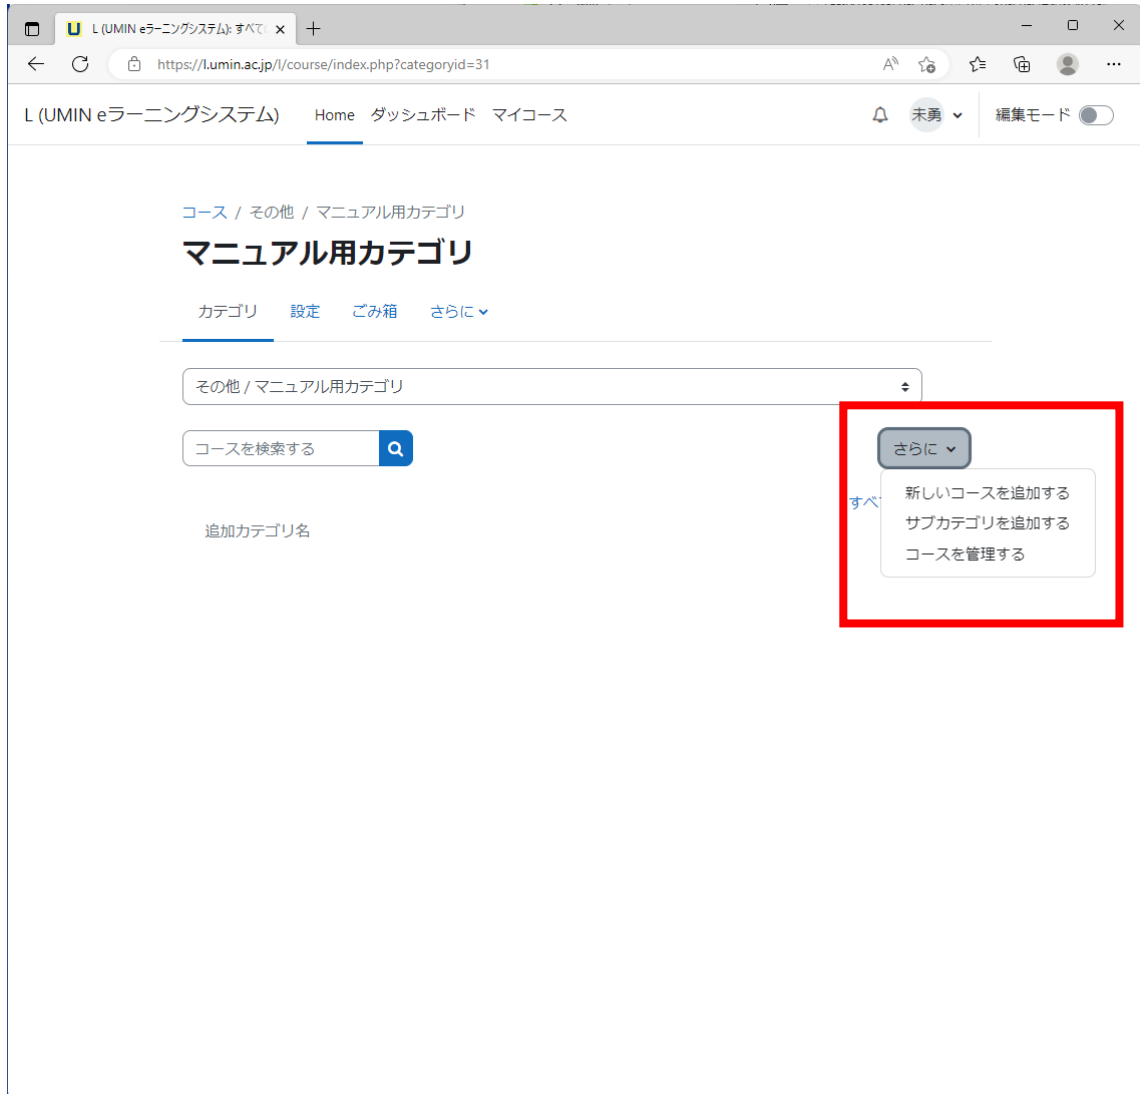 L (UMIN eラーニングシステム): すべて
https://l.umin.ac.jp/l/course/index.php?categoryid=31
L (UMIN eラーニングシステム) Home ダッシュボード マイコース 未勇 編集モード
コース / その他 / マニュアル用カテゴリ
マニュアル用カテゴリ
カテゴリ 設定 ごみ箱 さらに
その他 / マニュアル用カテゴリ
コースを検索する さらに
新しいコースを追加する
すべ
サブカテゴリを追加する
追加カテゴリ名
コースを管理する